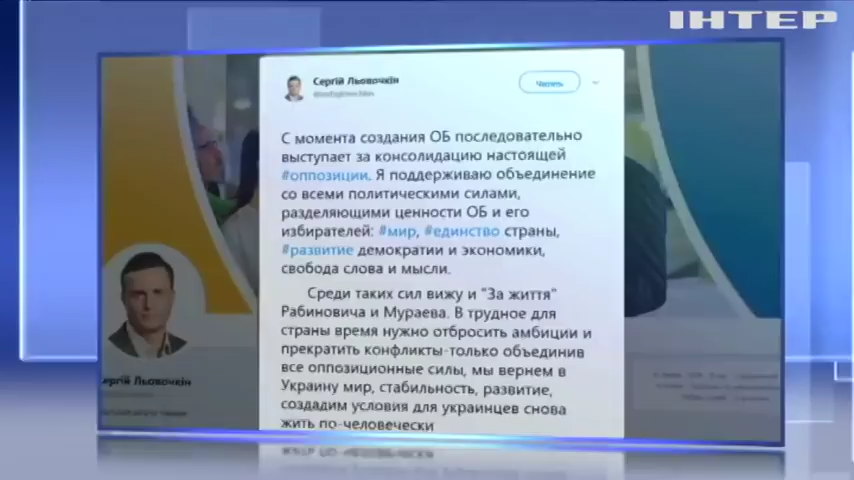 ІНТЕР
Сергій Льовочкін
Читать
С момента создания ОБ последовательно
выступает за консолидацию настоящей
#оппозиции. Я поддерживаю объединение
со всеми политическими силами,
разделяющими ценности ОБ и его
избирателей: #мир, #единство страны,
#развитие демократии и экономики,
свобода слова и мысли.
Среди таких сил вижу и "За життя"
Рабиновича и Мураева. В трудное для
страны время нужно отбросить амбиции и
прекратить конфликты-только объединив
все оппозиционные силы, мы вернем в
Украину мир, стабильность, развитие,
создадим условия для украинцев снова
жить по-человечески
Сергій Льовочкін